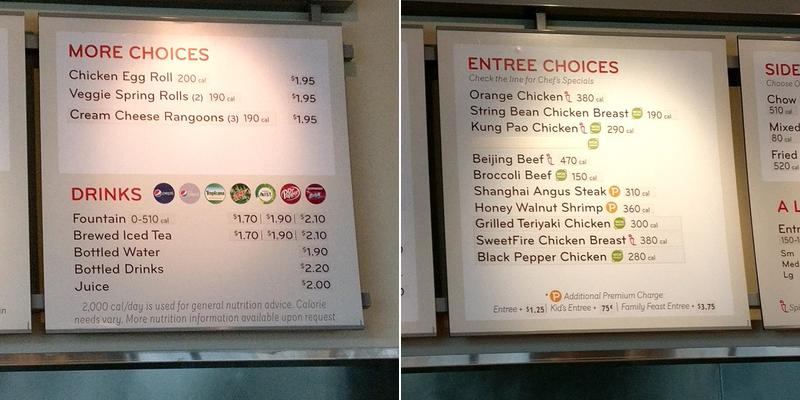 MORE CHOICES
Chicken Egg Roll 200 cal $1.95
Veggie Spring Rolls (2) 190 cal $1.95
Cream Cheese Rangoons (3) 190 cal $1.95
DRINKS pepsi Tropicana Dr Pepper
Fountain 0-510 cal $1.70 | $1.90 | $2.10
Brewed Iced Tea $1.70 | $1.90 | $2.10
Bottled Water $1.90
Bottled Drinks $2.20
Juice $2.00
2,000 cal/day is used for general nutrition advice. Calorie
needs vary. More nutrition information available upon request
ENTREE CHOICES
Check the line for Chef's Specials
Orange Chicken 380 cal
String Bean Chicken Breast 190 cal
Kung Pao Chicken 290 cal
Beijing Beef 470 cal
Broccoli Beef 150 cal
Shanghai Angus Steak P 310 cal
Honey Walnut Shrimp P 360 cal
Grilled Teriyaki Chicken 300 cal
SweetFire Chicken Breast 380 cal
Black Pepper Chicken 280 cal
P Additional Premium Charge
Entree + $1.25 | Kid's Entree + 75¢ | Family Feast Entree + $3.75
SIDE
Choose O
Chow
510 cal
Mixed
80 cal
Fried
520 cal
A L
Entr
150-
Sm
Med
Lg
Spic